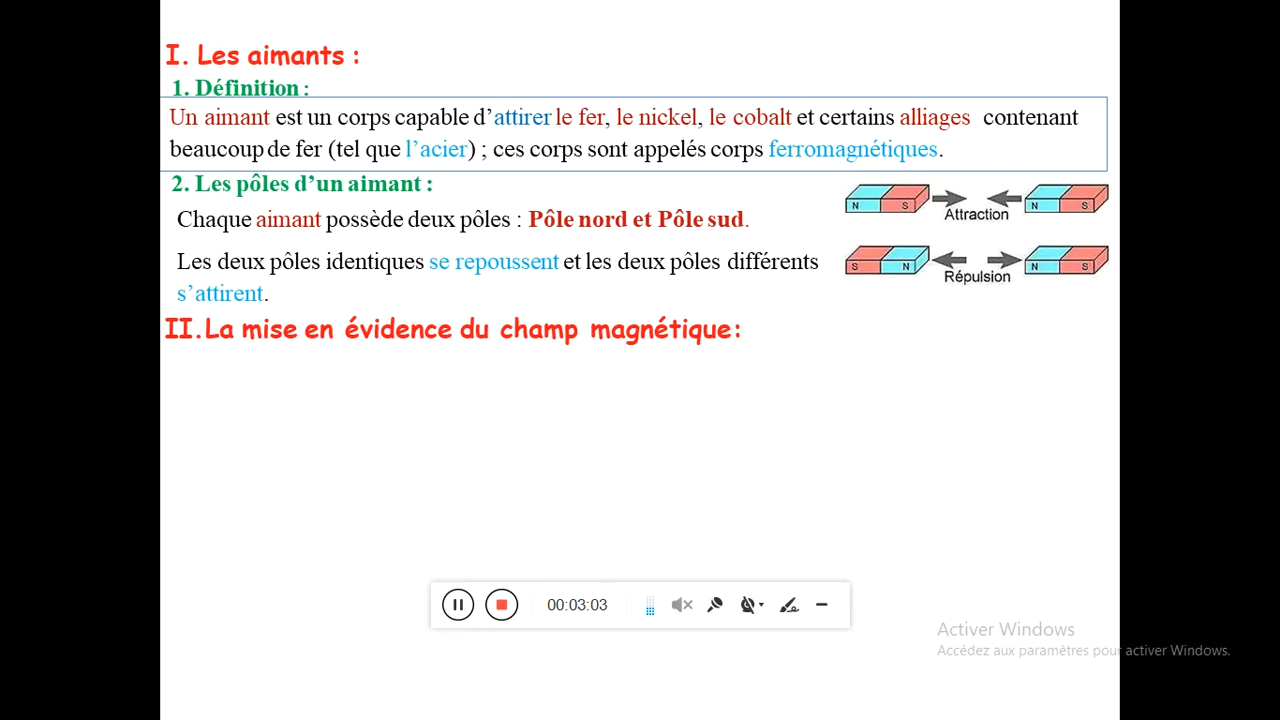 I. Les aimants :
1. Définition :
Un aimant est un corps capable d’attirer le fer, le nickel, le cobalt et certains alliages contenant
beaucoup de fer (tel que l’acier) ; ces corps sont appelés corps ferromagnétiques.
2. Les pôles d’un aimant :
Chaque aimant possède deux pôles : Pôle nord et Pôle sud.
N S N S
Attraction
Les deux pôles identiques se repoussent et les deux pôles différents
s’attirent.
S N N S
Répulsion
II.La mise en évidence du champ magnétique:
00:03:03
Activer Windows
Accédez aux paramètres pour activer Windows.